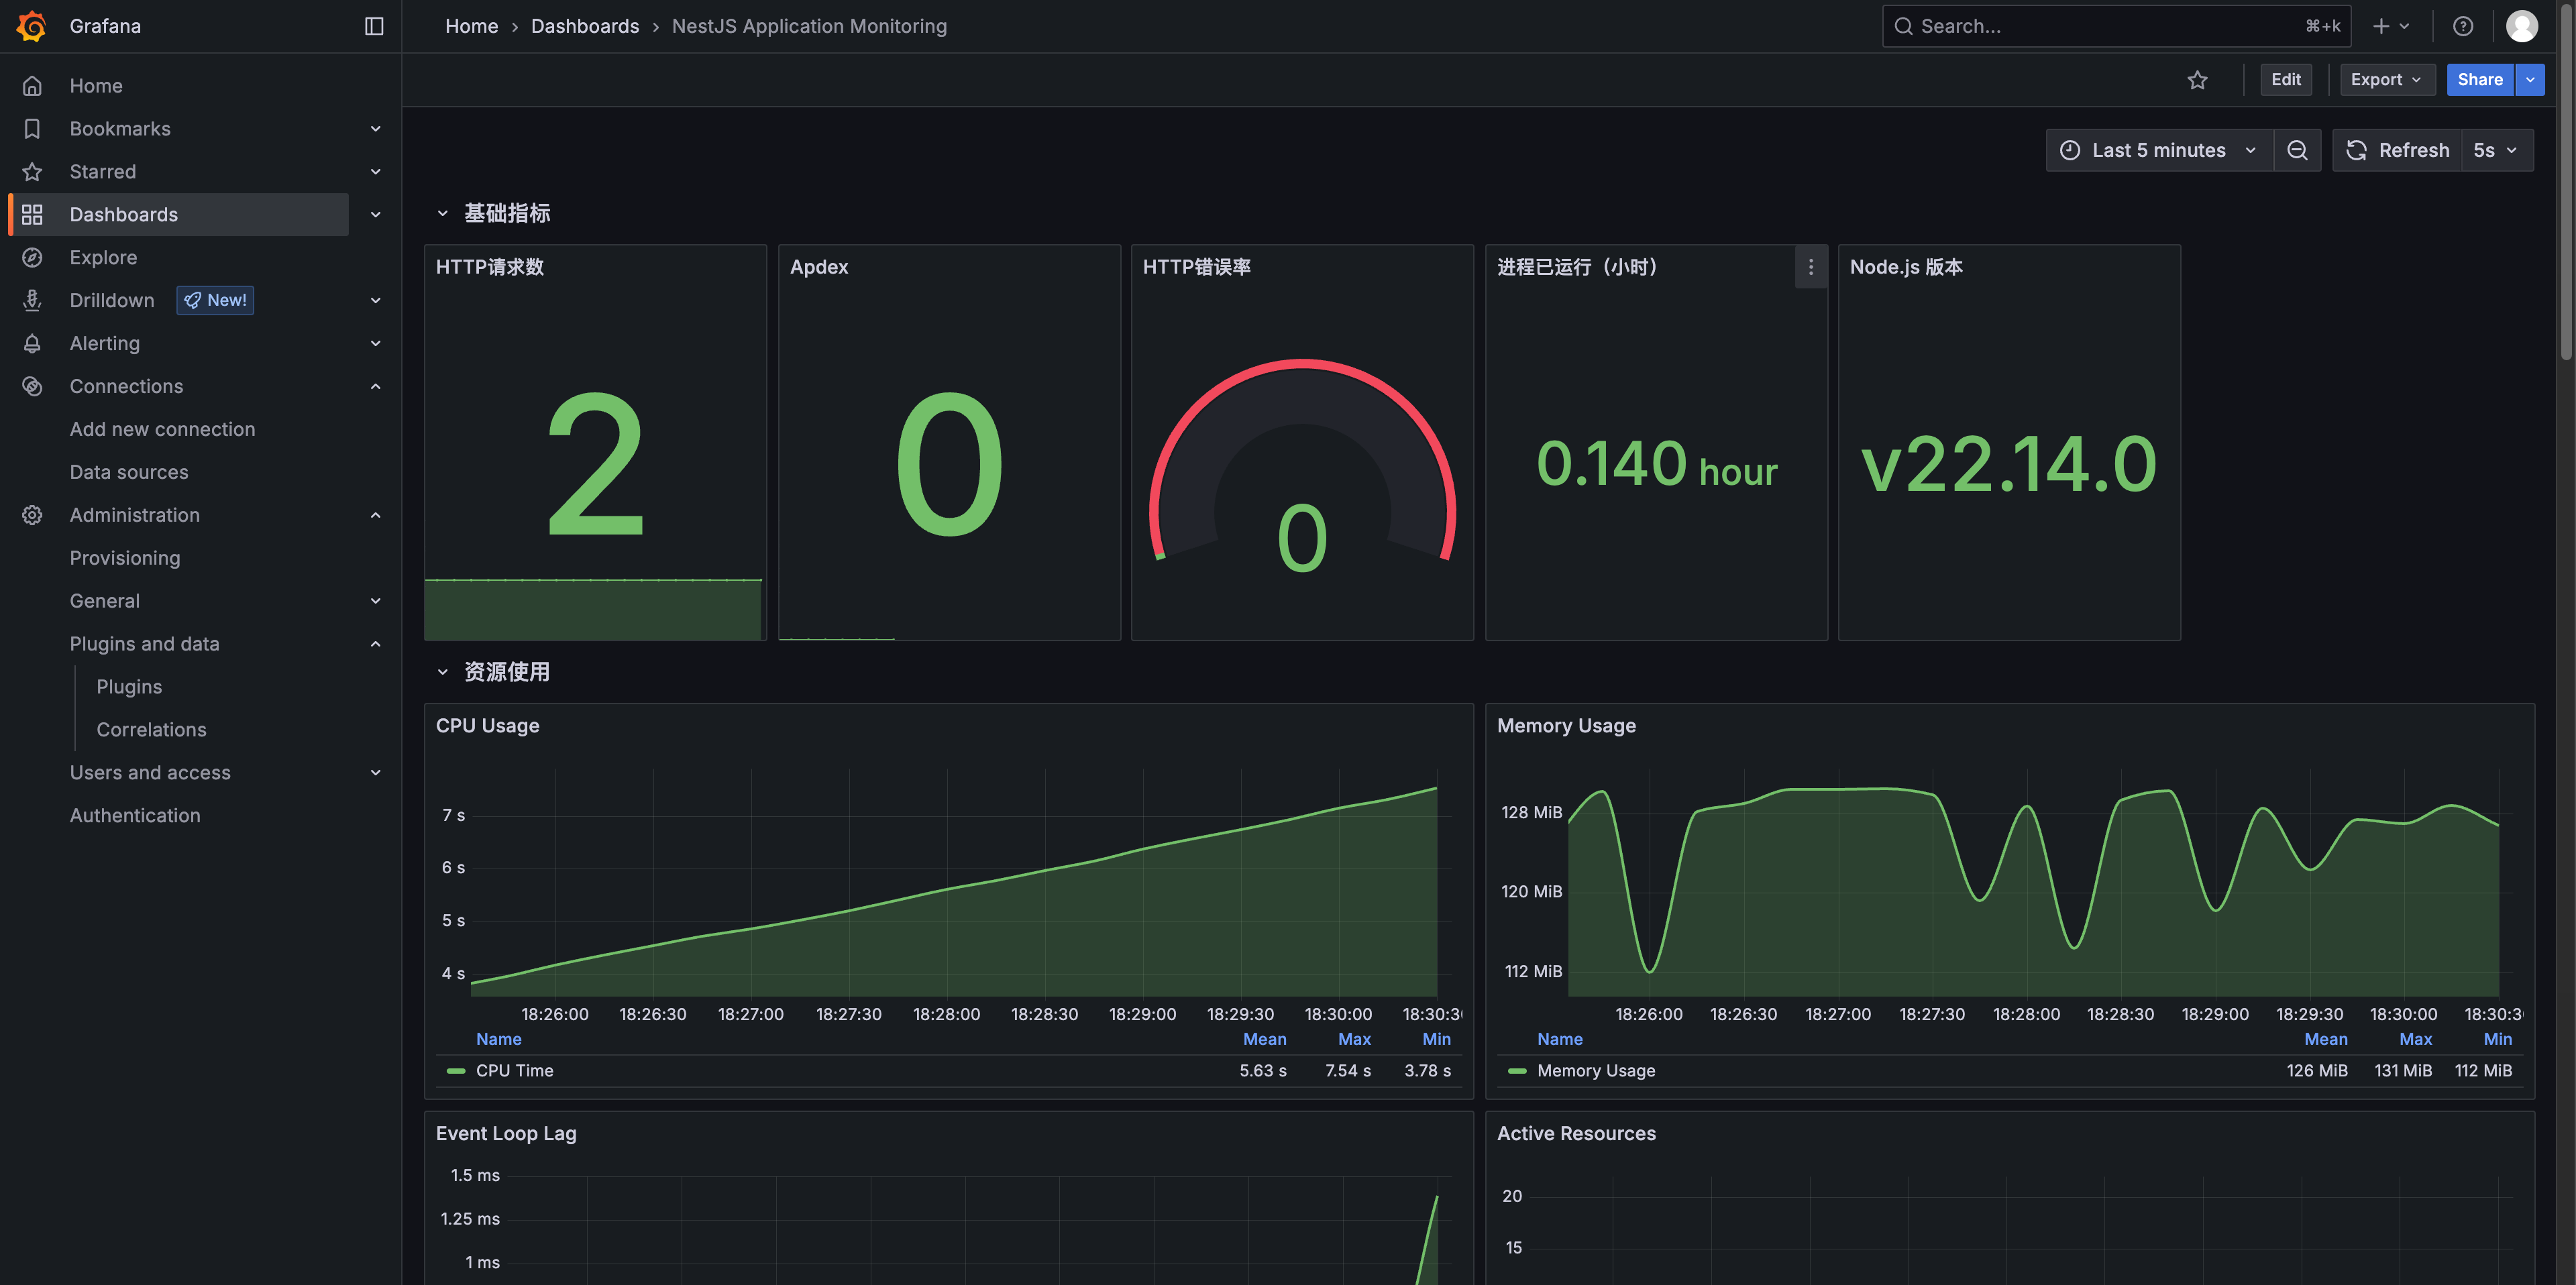 Grafana
Home › Dashboards › NestJS Application Monitoring
Search...
⌘+k
Edit
Export
Share
Home
Bookmarks
Starred
Dashboards
Explore
Drilldown
New!
Alerting
Connections
Add new connection
Data sources
Administration
Provisioning
General
Plugins and data
Plugins
Correlations
Users and access
Authentication
Last 5 minutes
Refresh
5s
基础指标
HTTP请求数
2
Apdex
0
HTTP错误率
0
进程已运行（小时）
0.140 hour
Node.js 版本
v22.14.0
资源使用
CPU Usage
7 s
6 s
5 s
4 s
18:26:00 18:26:30 18:27:00 18:27:30 18:28:00 18:28:30 18:29:00 18:29:30 18:30:00 18:30:3
Name Mean Max Min
CPU Time 5.63 s 7.54 s 3.78 s
Memory Usage
128 MiB
120 MiB
112 MiB
18:26:00 18:26:30 18:27:00 18:27:30 18:28:00 18:28:30 18:29:00 18:29:30 18:30:00 18:30:3
Name Mean Max Min
Memory Usage 126 MiB 131 MiB 112 MiB
Event Loop Lag
1.5 ms
1.25 ms
1 ms
Active Resources
20
15